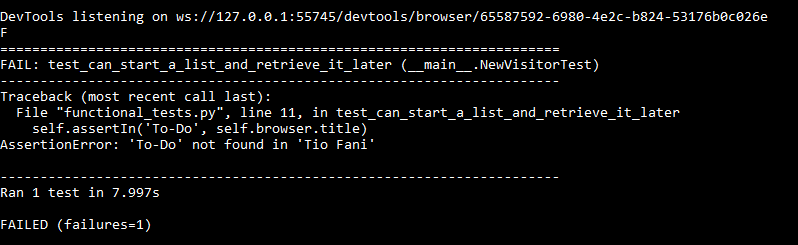 DevTools listening on ws://127.0.0.1:55745/devtools/browser/65587592-6980-4e2c-b824-53176b0c026e
F
======================================================================
FAIL: test_can_start_a_list_and_retrieve_it_later (__main__.NewVisitorTest)
----------------------------------------------------------------------
Traceback (most recent call last):
  File "functional_tests.py", line 11, in test_can_start_a_list_and_retrieve_it_later
    self.assertIn('To-Do', self.browser.title)
AssertionError: 'To-Do' not found in 'Tio Fani'

----------------------------------------------------------------------
Ran 1 test in 7.997s

FAILED (failures=1)